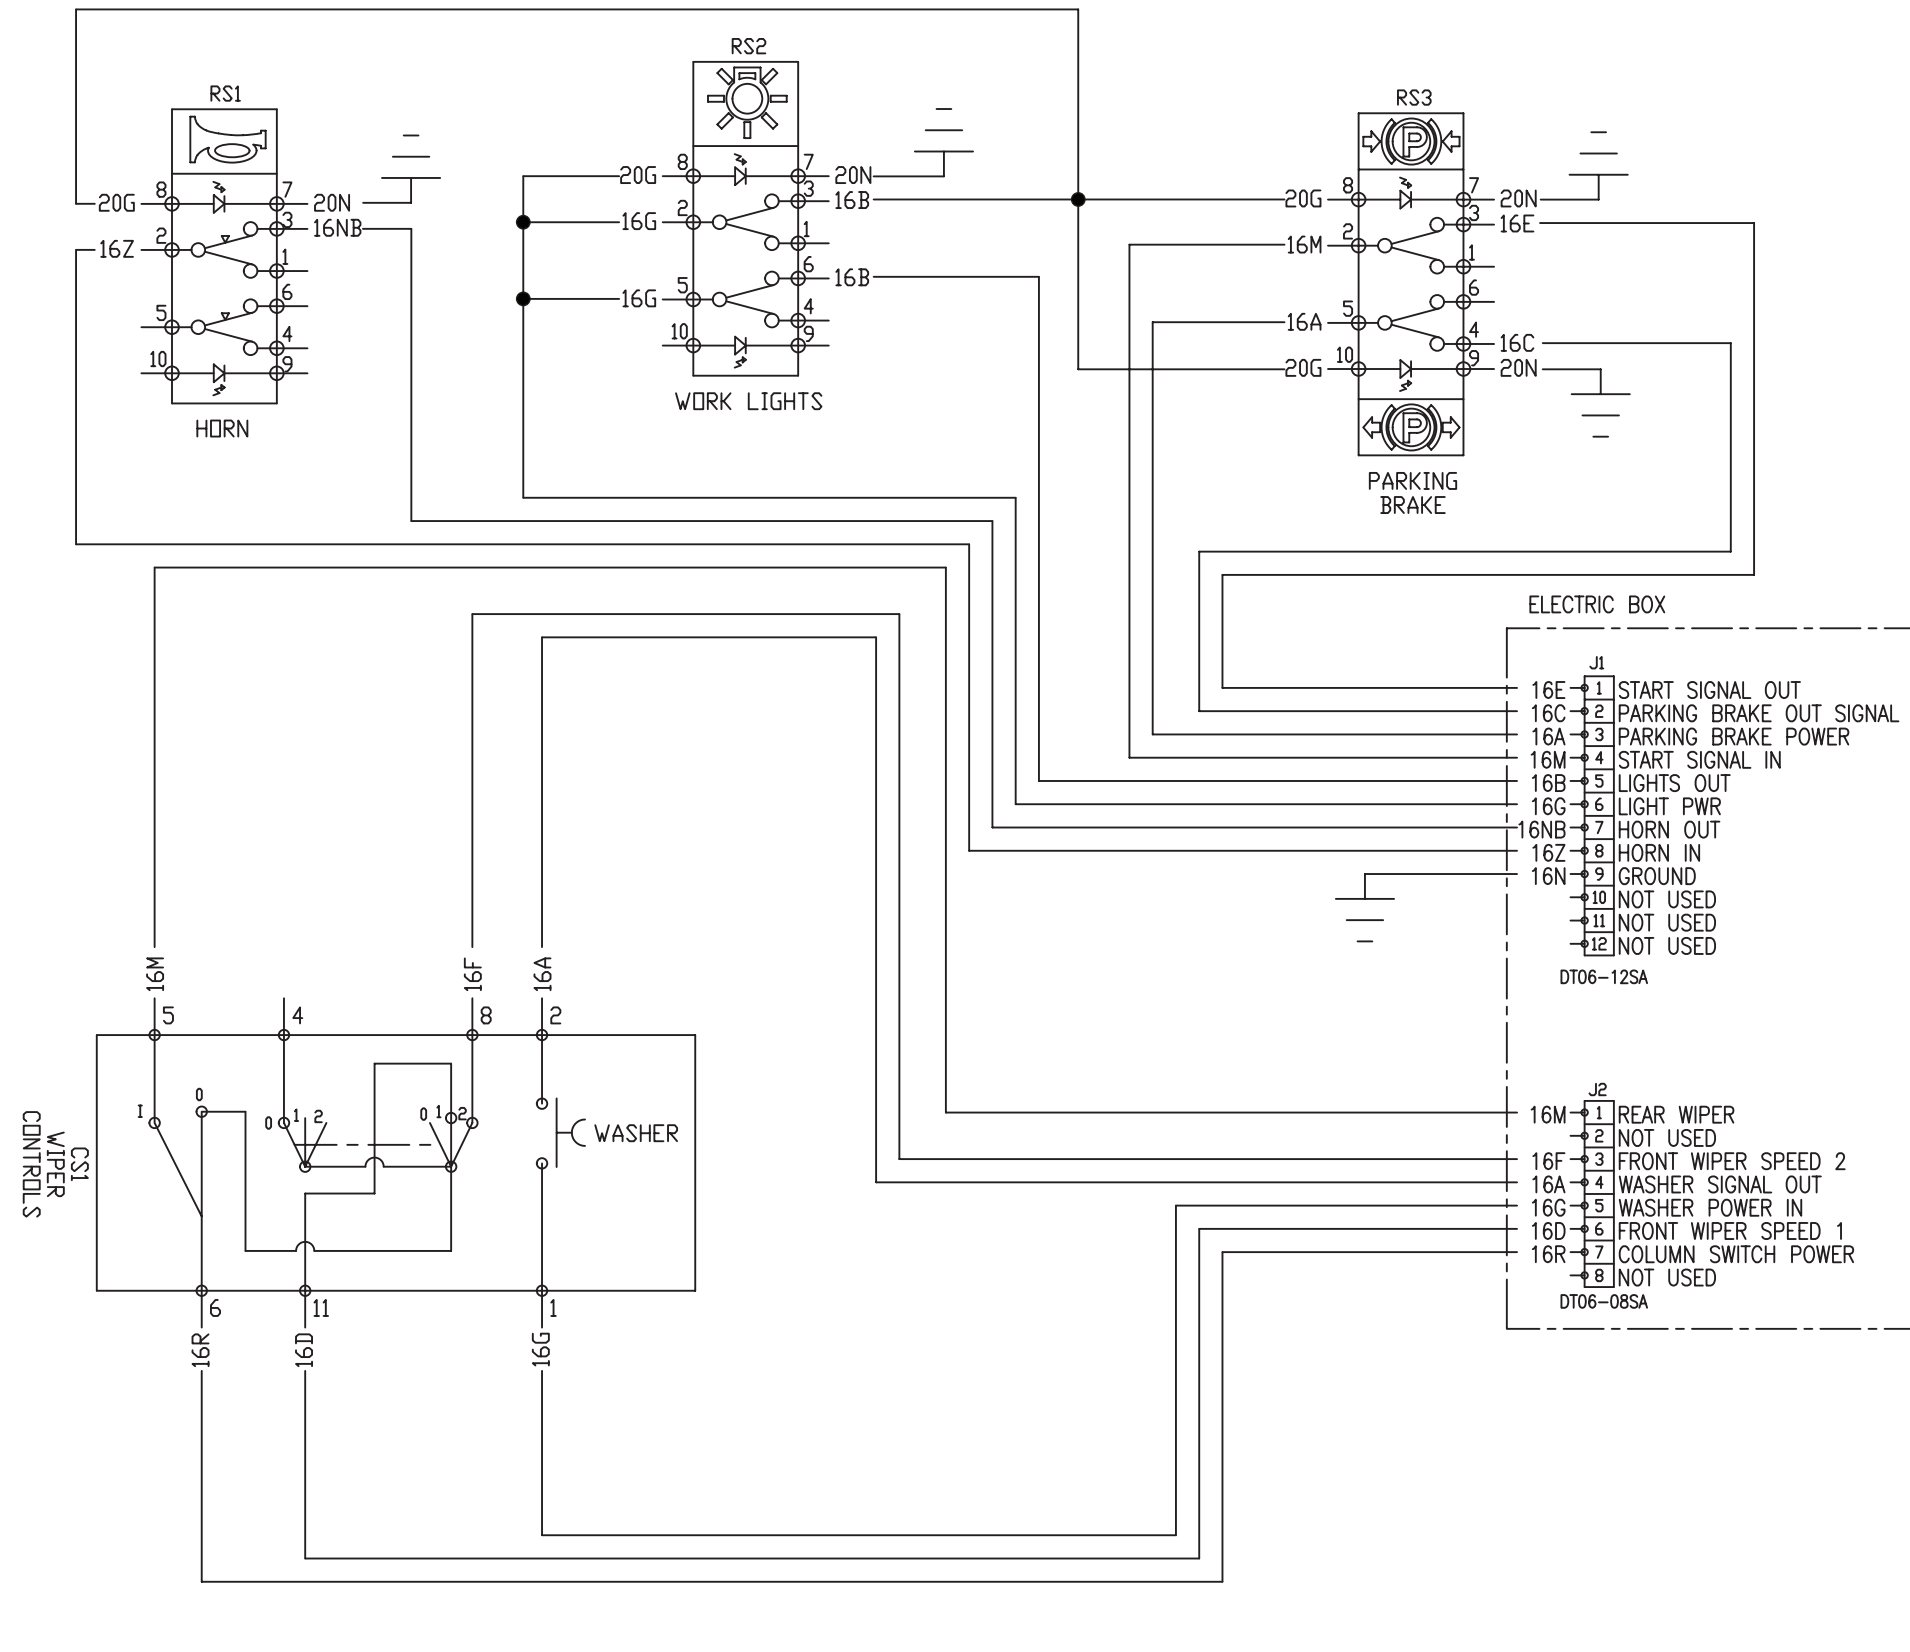 RS1
8
7
20G
20N
3
16NB
2
16Z
1
6
5
4
10
9
HORN
RS2
8
7
20G
20N
3
16B
2
16G
1
6
16B
5
16G
4
10
9
WORK LIGHTS
RS3
P
8
7
20G
20N
3
16E
2
16M
1
6
5
16A
4
16C
10
9
20G
20N
P
PARKING
BRAKE
ELECTRIC BOX
J1
16E 1 START SIGNAL OUT
16C 2 PARKING BRAKE OUT SIGNAL
16A 3 PARKING BRAKE POWER
16M 4 START SIGNAL IN
16B 5 LIGHTS OUT
16G 6 LIGHT PWR
16NB 7 HORN OUT
16Z 8 HORN IN
16N 9 GROUND
10 NOT USED
11 NOT USED
12 NOT USED
DT06-12SA
J2
16M 1 REAR WIPER
2 NOT USED
16F 3 FRONT WIPER SPEED 2
16A 4 WASHER SIGNAL OUT
16G 5 WASHER POWER IN
16D 6 FRONT WIPER SPEED 1
16R 7 COLUMN SWITCH POWER
8 NOT USED
DT06-08SA
16M
16F
16A
5
4
8
2
I
0
0 1 2
0 1 2
WASHER
CS1
WIPER
CONTROLS
6
11
1
16R
16D
16G